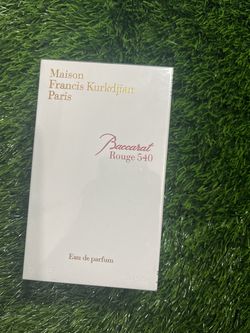 Maison
Francis Kurkdjian
Paris
Baccarat
Rouge 540
Eau de parfum